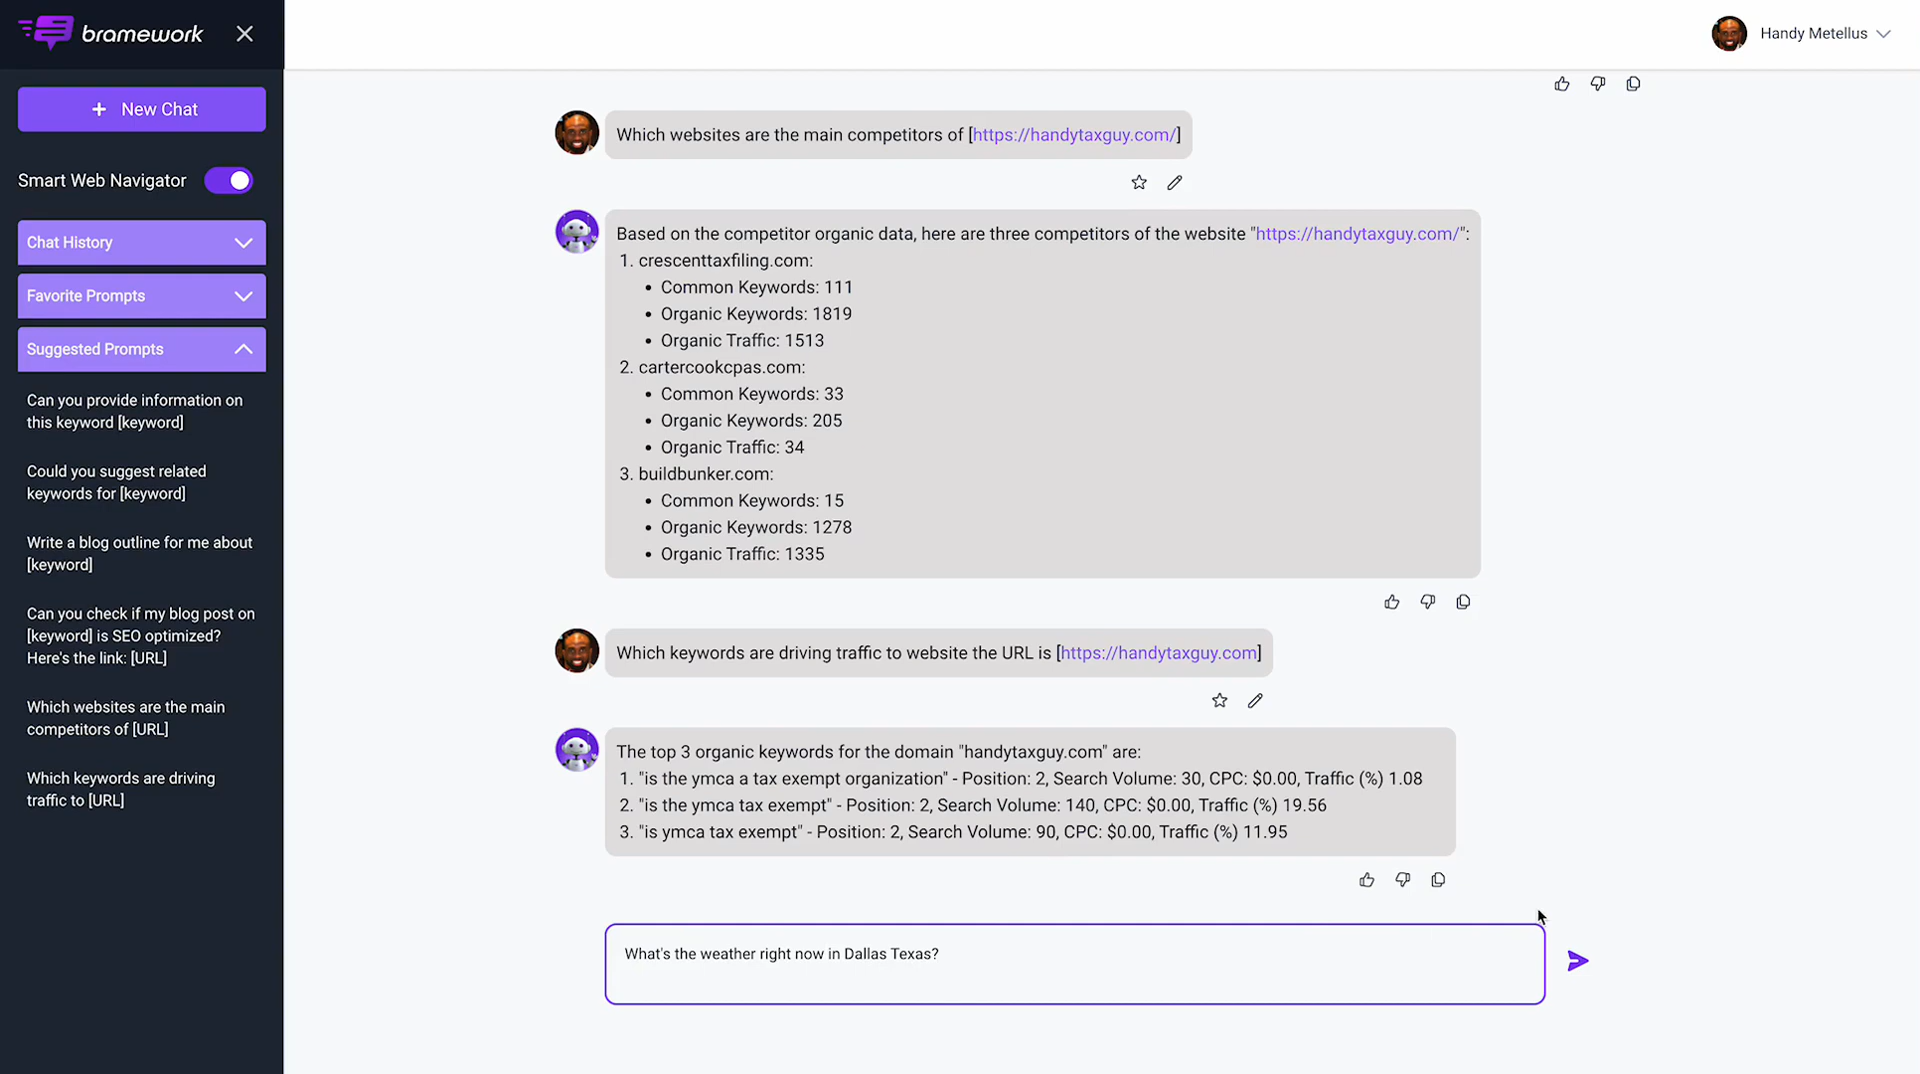 bramework
Handy Metellus
+ New Chat
Smart Web Navigator
Chat History
Favorite Prompts
Suggested Prompts
Can you provide information on
this keyword [keyword]
Could you suggest related
keywords for [keyword]
Write a blog outline for me about
[keyword]
Can you check if my blog post on
[keyword] is SEO optimized?
Here's the link: [URL]
Which websites are the main
competitors of [URL]
Which keywords are driving
traffic to [URL]
Which websites are the main competitors of [https://handytaxguy.com/]
Based on the competitor organic data, here are three competitors of the website "https://handytaxguy.com/":
1. crescenttaxfiling.com:
• Common Keywords: 111
• Organic Keywords: 1819
• Organic Traffic: 1513
2. cartercookcpas.com:
• Common Keywords: 33
• Organic Keywords: 205
• Organic Traffic: 34
3. buildbunker.com:
• Common Keywords: 15
• Organic Keywords: 1278
• Organic Traffic: 1335
Which keywords are driving traffic to website the URL is [https://handytaxguy.com]
The top 3 organic keywords for the domain "handytaxguy.com" are:
1. "is the ymca a tax exempt organization" - Position: 2, Search Volume: 30, CPC: $0.00, Traffic (%) 1.08
2. "is the ymca tax exempt" - Position: 2, Search Volume: 140, CPC: $0.00, Traffic (%) 19.56
3. "is ymca tax exempt" - Position: 2, Search Volume: 90, CPC: $0.00, Traffic (%) 11.95
What's the weather right now in Dallas Texas?